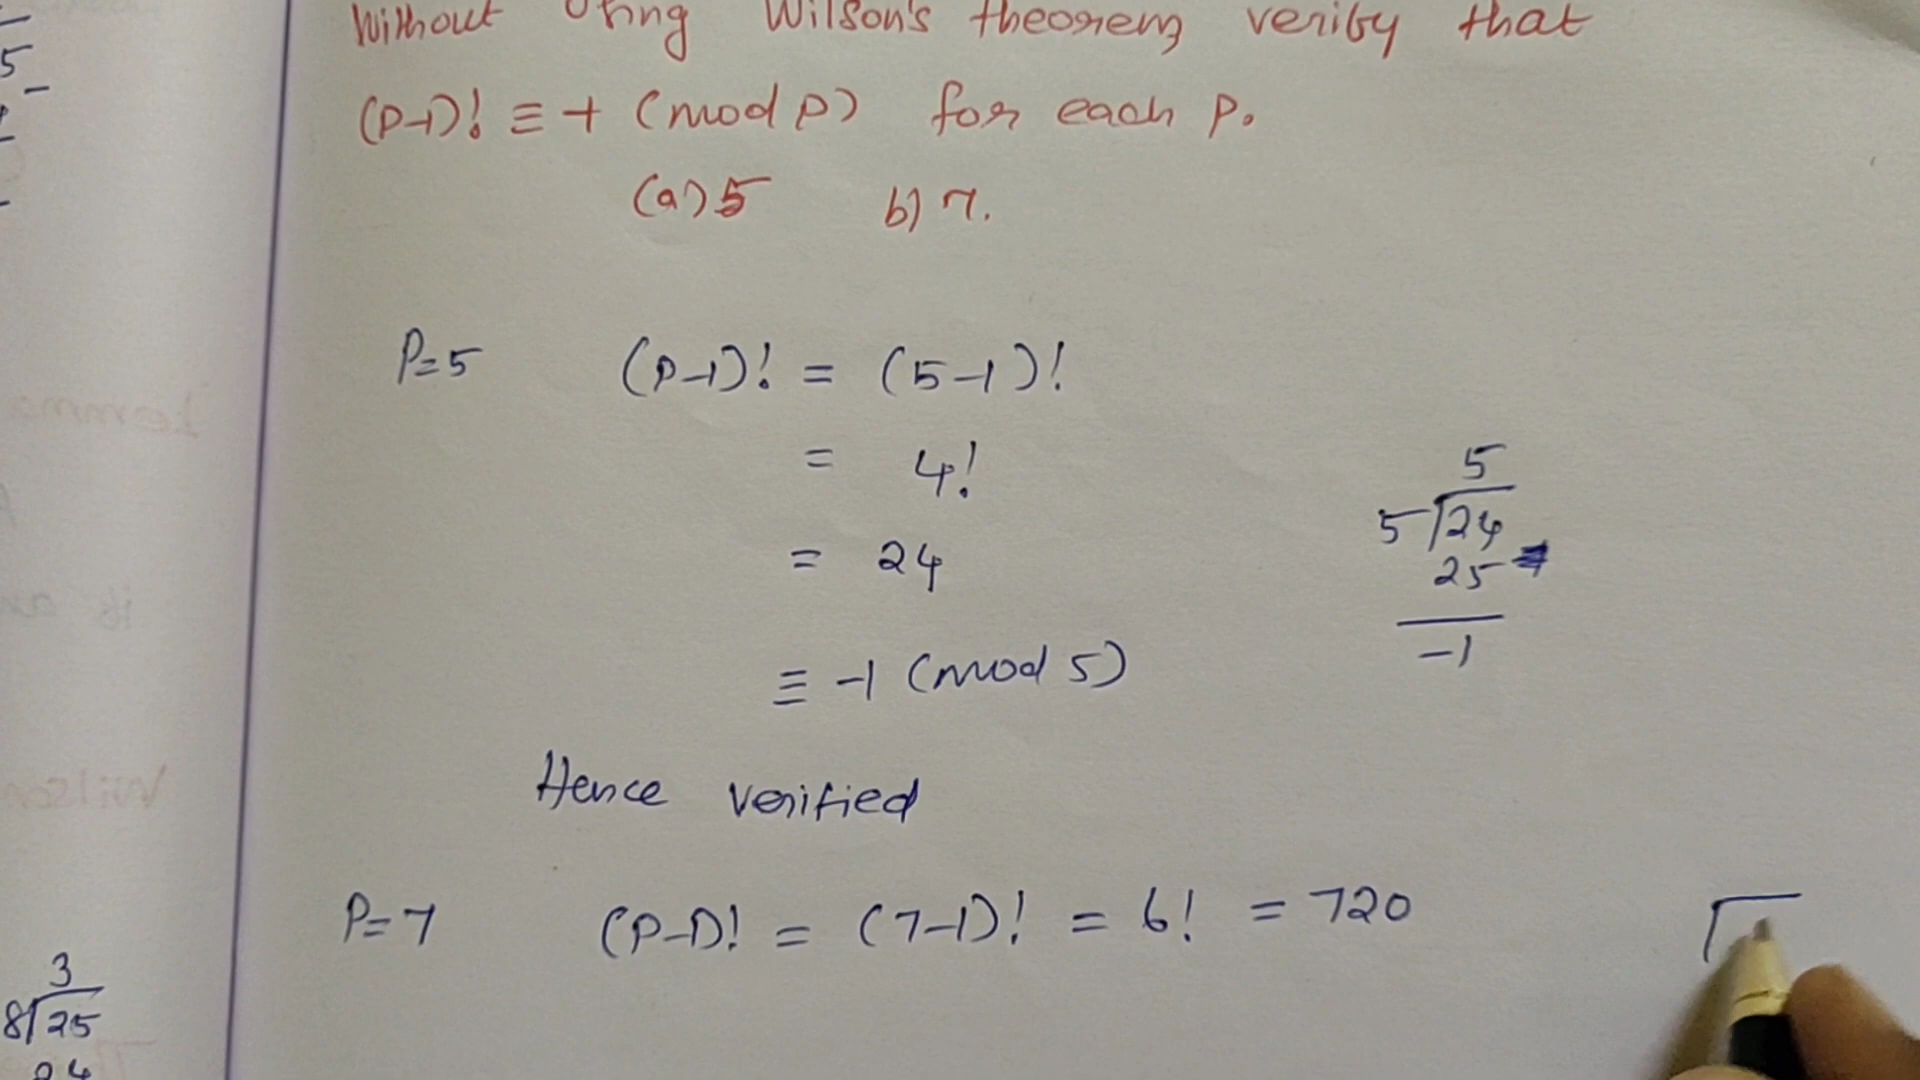 Without Using Wilson's theorem verify that
(P-1)! ≡ -1 (mod P) for each P.
(a) 5 b) 7.
P=5 (P-1)! = (5-1)!
= 4!
= 24
≡ -1 (mod 5)
5
5 24
25
-1
Hence verified
P=7 (P-1)! = (7-1)! = 6! = 720
3
8 25
24